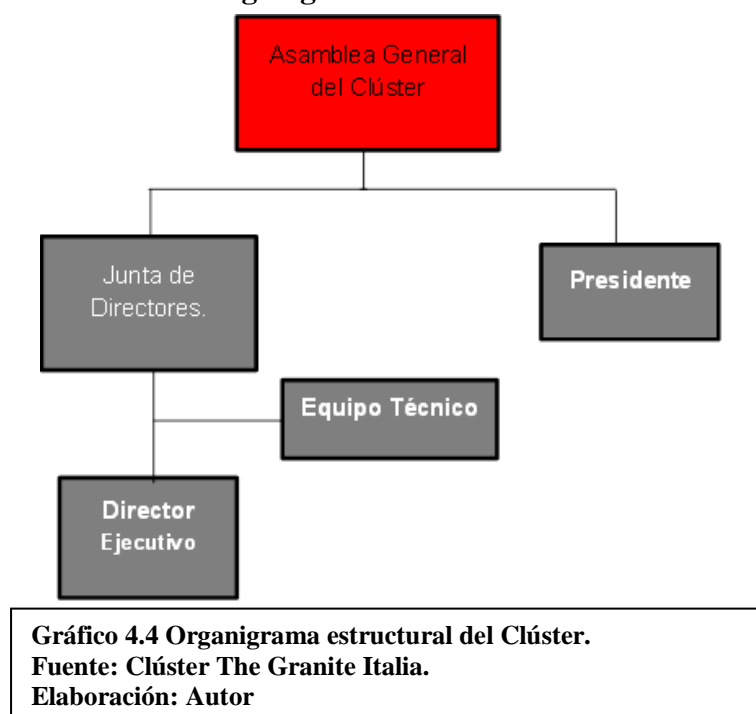 Asamblea General
del Clúster
Junta de
Directores.
Presidente
Equipo Técnico
Director
Ejecutivo
Gráfico 4.4 Organigrama estructural del Clúster.
Fuente: Clúster The Granite Italia.
Elaboración: Autor